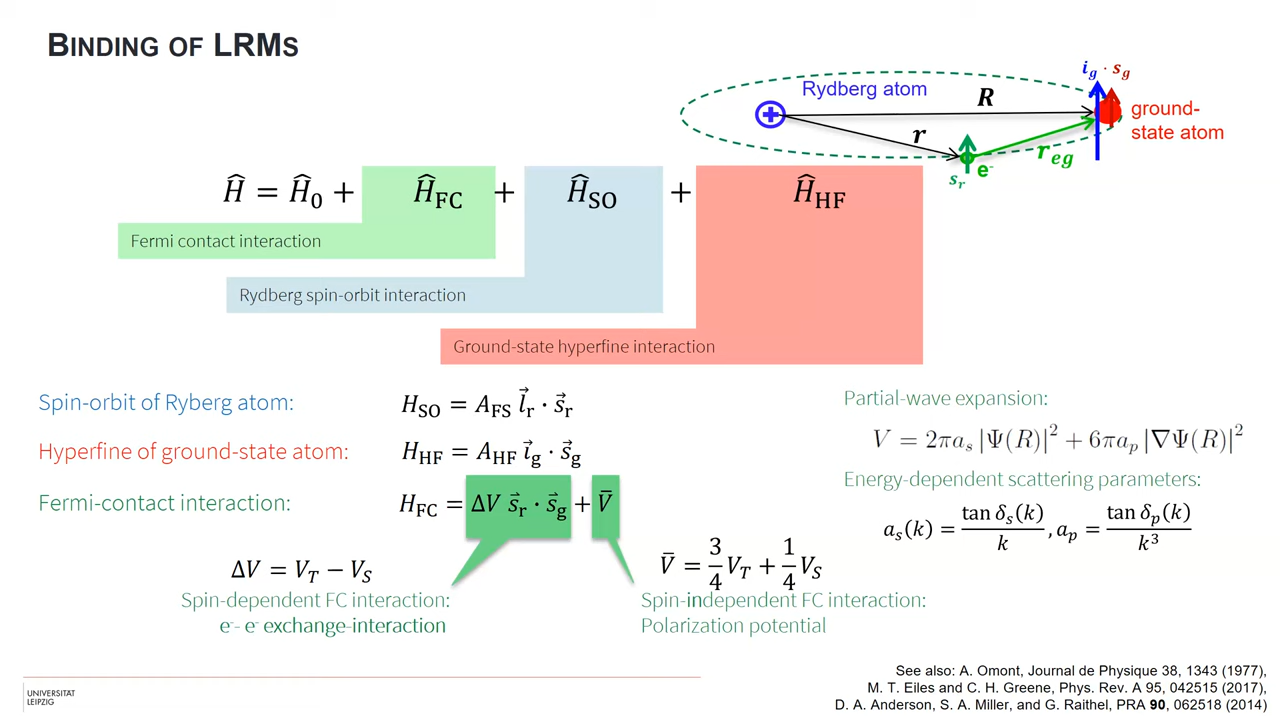 BINDING OF LRMS
i_g · s_g
Rydberg atom
R
ground-
state atom
r
r_eg
e⁻
s_r
Ĥ = Ĥ₀ + Ĥ_FC + Ĥ_SO + Ĥ_HF
Fermi contact interaction
Rydberg spin-orbit interaction
Ground-state hyperfine interaction
Spin-orbit of Ryberg atom: H_SO = A_FS l⃗_r · s⃗_r
Hyperfine of ground-state atom: H_HF = A_HF i⃗_g · s⃗_g
Fermi-contact interaction: H_FC = ΔV s⃗_r · s⃗_g + V̄
ΔV = V_T − V_S
Spin-dependent FC interaction:
e⁻- e⁻ exchange-interaction
V̄ = 3/4 V_T + 1/4 V_S
Spin-independent FC interaction:
Polarization potential
Partial-wave expansion:
V = 2πa_s |Ψ(R)|² + 6πa_p |∇Ψ(R)|²
Energy-dependent scattering parameters:
a_s(k) = tan δ_s(k) / k , a_p = tan δ_p(k) / k³
See also: A. Omont, Journal de Physique 38, 1343 (1977),
M. T. Eiles and C. H. Greene, Phys. Rev. A 95, 042515 (2017),
D. A. Anderson, S. A. Miller, and G. Raithel, PRA 90, 062518 (2014)
UNIVERSITÄT
LEIPZIG